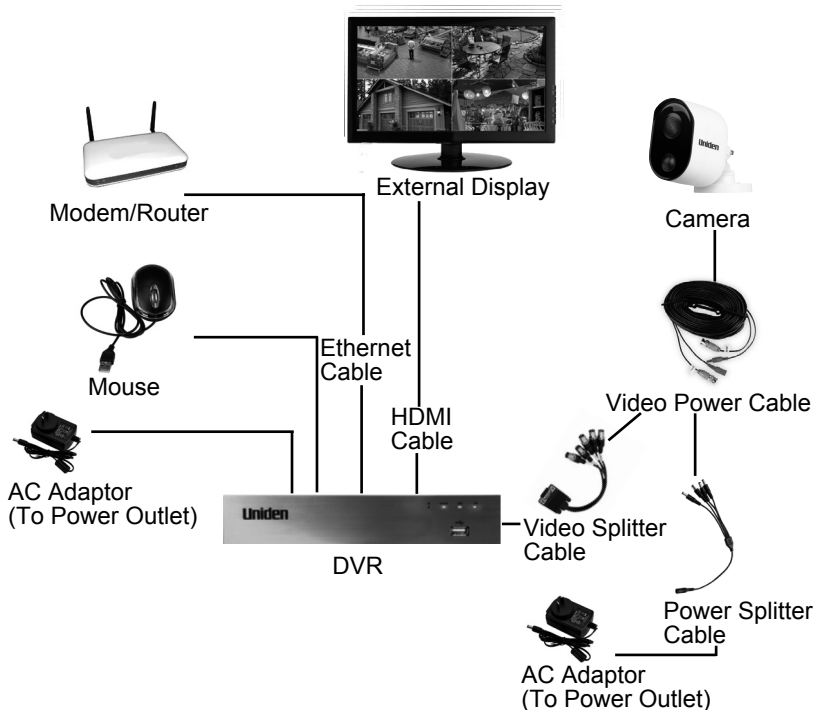 External Display
Uniden
Modem/Router
Camera
Ethernet
Cable
Mouse
HDMI
Cable
Video Power Cable
AC Adaptor
(To Power Outlet)
Uniden
Video Splitter
Cable
DVR
Power Splitter
Cable
AC Adaptor
(To Power Outlet)